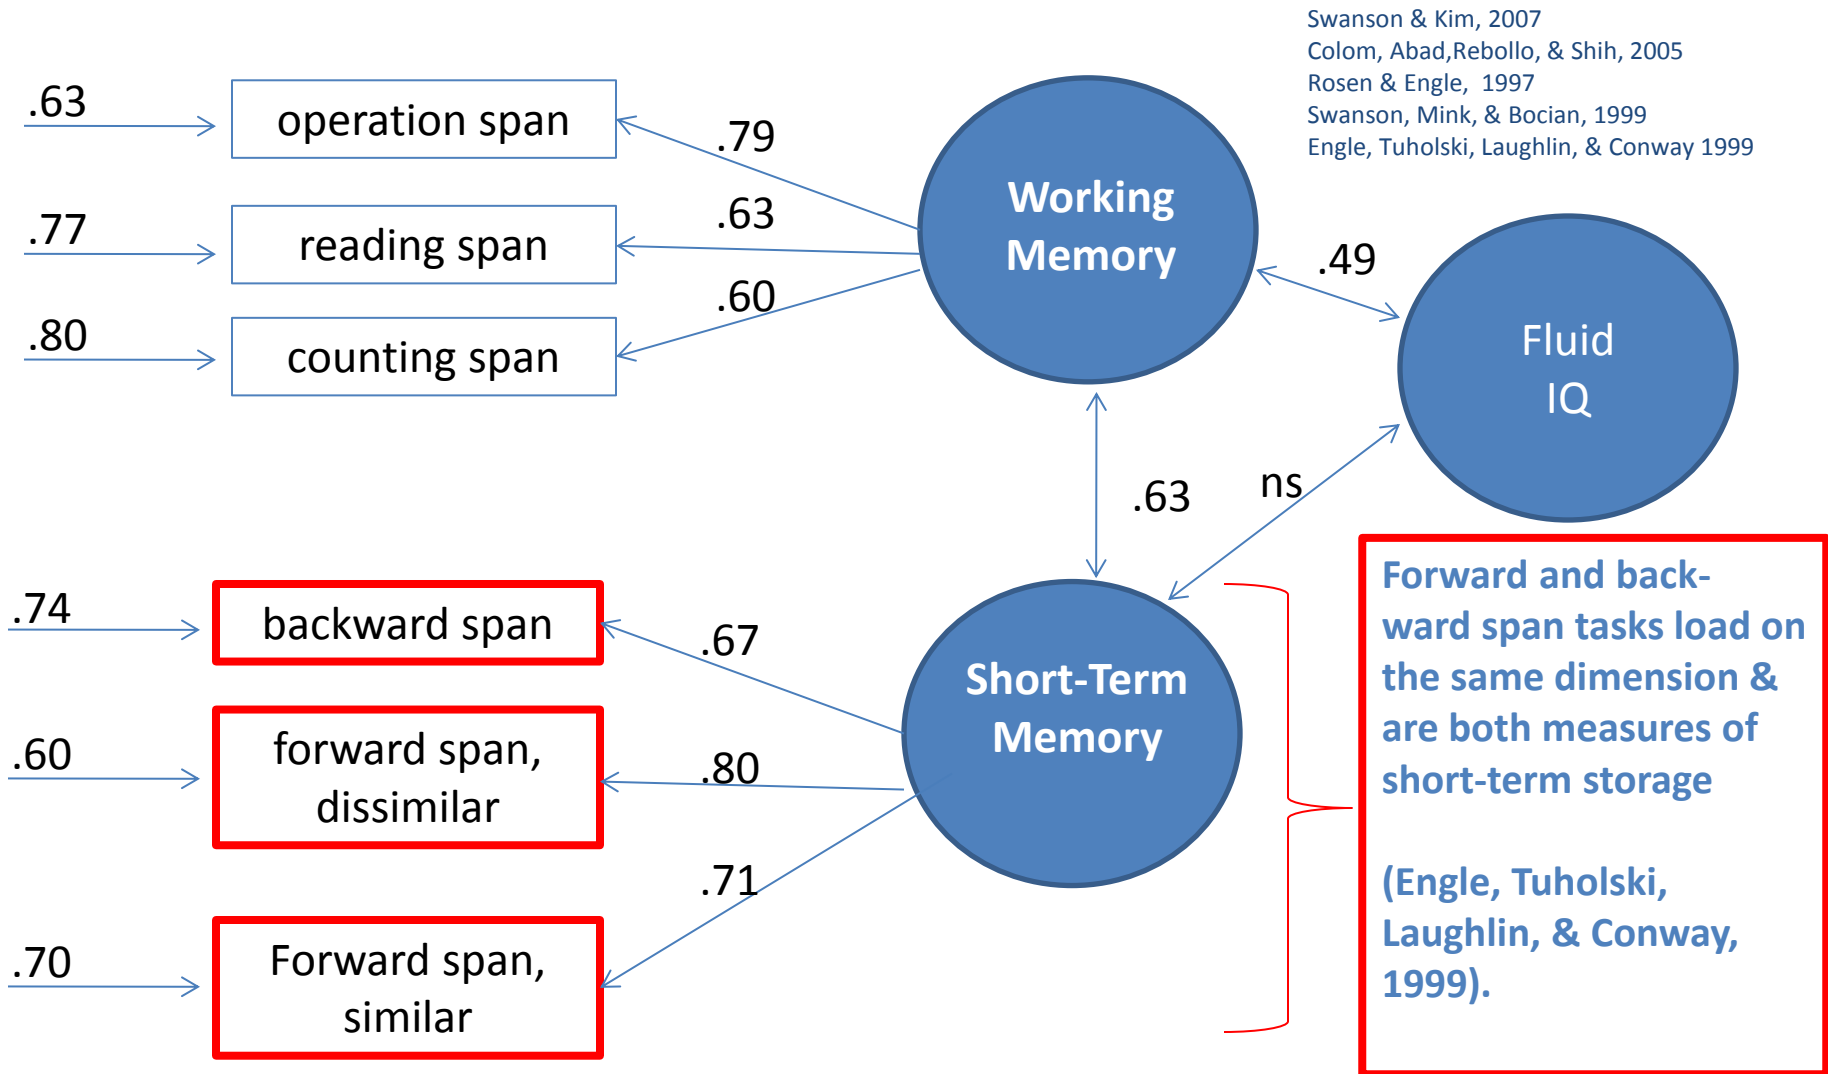 Swanson & Kim, 2007
Colom, Abad,Rebollo, & Shih, 2005
Rosen & Engle,  1997
Swanson, Mink, & Bocian, 1999
Engle, Tuholski, Laughlin, & Conway 1999
.63
operation span
.79
.77
reading span
.63
.80
counting span
.60
Working
Memory
.49
Fluid
IQ
.63
ns
.74
backward span
.67
.60
forward span,
dissimilar
.80
.70
Forward span,
similar
.71
Short-Term
Memory
Forward and back-
ward span tasks load on
the same dimension &
are both measures of
short-term storage
(Engle, Tuholski,
Laughlin, & Conway,
1999).